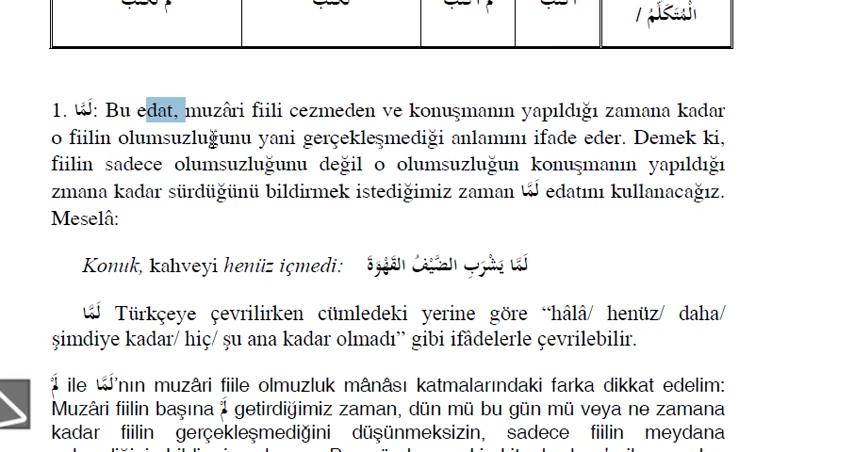 لَمْ نَكْتُبْ نَكْتُبُ لَمْ أَكْتُبْ أَكْتُبُ الْمُتَكَلِّمُ /
1. لَمَّا: Bu edat, muzâri fiili cezmeden ve konuşmanın yapıldığı zamana kadar
o fiilin olumsuzluğunu yani gerçekleşmediği anlamını ifade eder. Demek ki,
fiilin sadece olumsuzluğunu değil o olumsuzluğun konuşmanın yapıldığı
zmana kadar sürdüğünü bildirmek istediğimiz zaman لَمَّا edatını kullanacağız.
Meselâ:
Konuk, kahveyi henüz içmedi: لَمَّا يَشْرَبِ الضَّيْفُ القَهْوَةَ
لَمَّا Türkçeye çevrilirken cümledeki yerine göre “hâlâ/ henüz/ daha/
şimdiye kadar/ hiç/ şu ana kadar olmadı” gibi ifâdelerle çevrilebilir.
لَمْ ile لَمَّا’nın muzâri fiile olmuzluk mânâsı katmalarındaki farka dikkat edelim:
Muzâri fiilin başına لَمْ getirdiğimiz zaman, dün mü bu gün mü veya ne zamana
kadar fiilin gerçekleşmediğini düşünmeksizin, sadece fiilin meydana